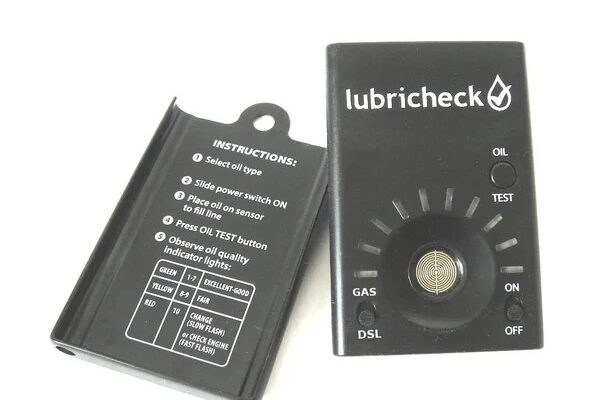 INSTRUCTIONS:
1 Select oil type
2 Slide power switch ON
3 Place oil on sensor
to fill line
4 Press OIL TEST button
5 Observe oil quality
indicator lights:
GREEN 1-7 EXCELLENT-GOOD
YELLOW 8-9 FAIR
RED 10 CHANGE
(SLOW FLASH)
or CHECK ENGINE
(FAST FLASH)
lubricheck
OIL
TEST
GAS
DSL
ON
OFF